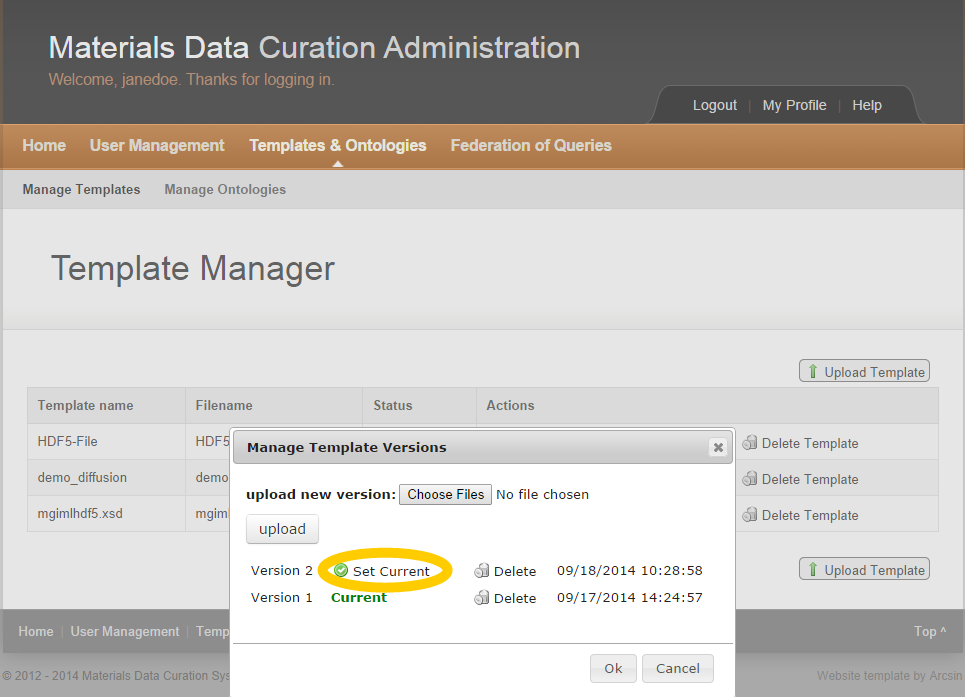 Materials Data Curation Administration
Welcome, janedoe. Thanks for logging in.
Logout | My Profile | Help
Home User Management Templates & Ontologies Federation of Queries
Manage Templates Manage Ontologies
Template Manager
Upload Template
Template name Filename Status Actions
HDF5-File HDF5 Delete Template
demo_diffusion demo Delete Template
mgimlhdf5.xsd mgiml Delete Template
Manage Template Versions
upload new version: Choose Files No file chosen
upload
Version 2 Set Current Delete 09/18/2014 10:28:58
Version 1 Current Delete 09/17/2014 14:24:57
Ok Cancel
Upload Template
Home | User Management | Temp Top ^
© 2012 - 2014 Materials Data Curation Sys Website template by Arcsin